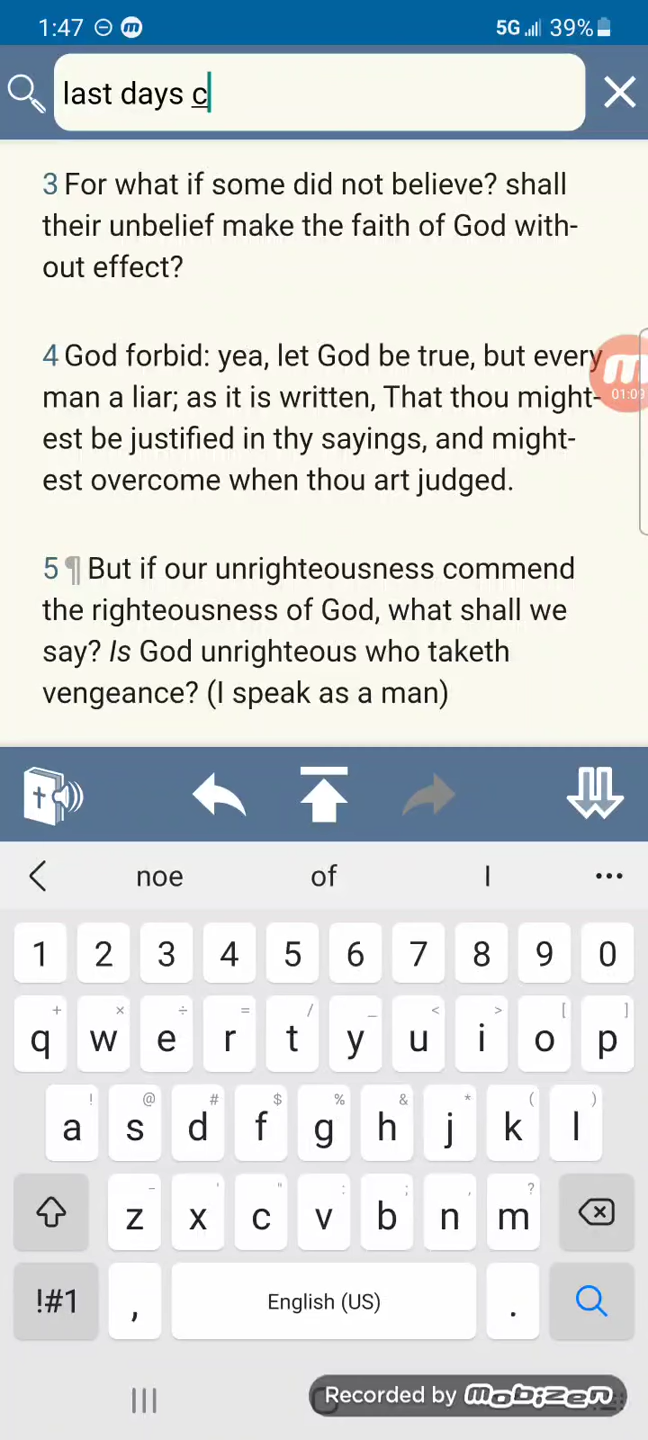 1:47 5G 39%
last days c
3 For what if some did not believe? shall
their unbelief make the faith of God with-
out effect?
4 God forbid: yea, let God be true, but every
man a liar; as it is written, That thou might-
01:09
est be justified in thy sayings, and might-
est overcome when thou art judged.
5 ¶ But if our unrighteousness commend
the righteousness of God, what shall we
say? Is God unrighteous who taketh
vengeance? (I speak as a man)
noe of I ...
1 2 3 4 5 6 7 8 9 0
+ × ÷ = / _ < > [ ]
q w e r t y u i o p
! @ # $ % & * ( )
a s d f g h j k l
- ' " : ; , ?
z x c v b n m
!#1 , English (US) .
Recorded by mobizen